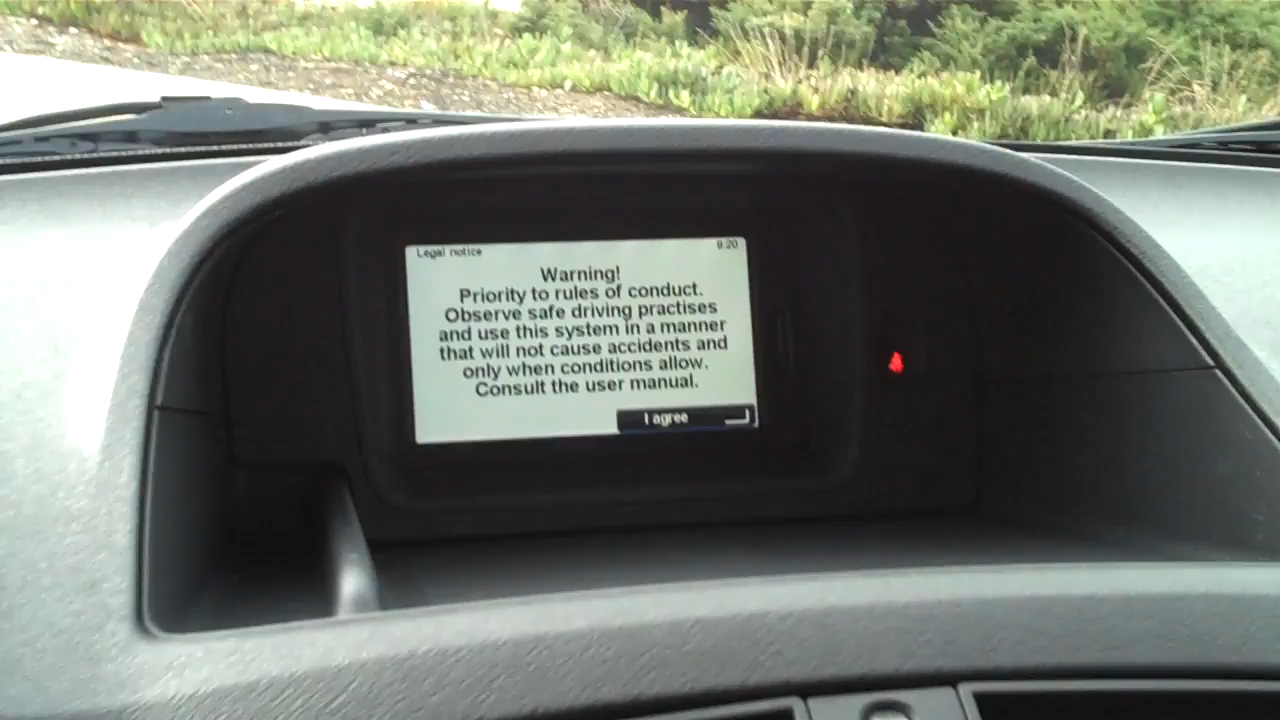 Legal notice 9:20
Warning!
Priority to rules of conduct.
Observe safe driving practises
and use this system in a manner
that will not cause accidents and
only when conditions allow.
Consult the user manual.
I agree